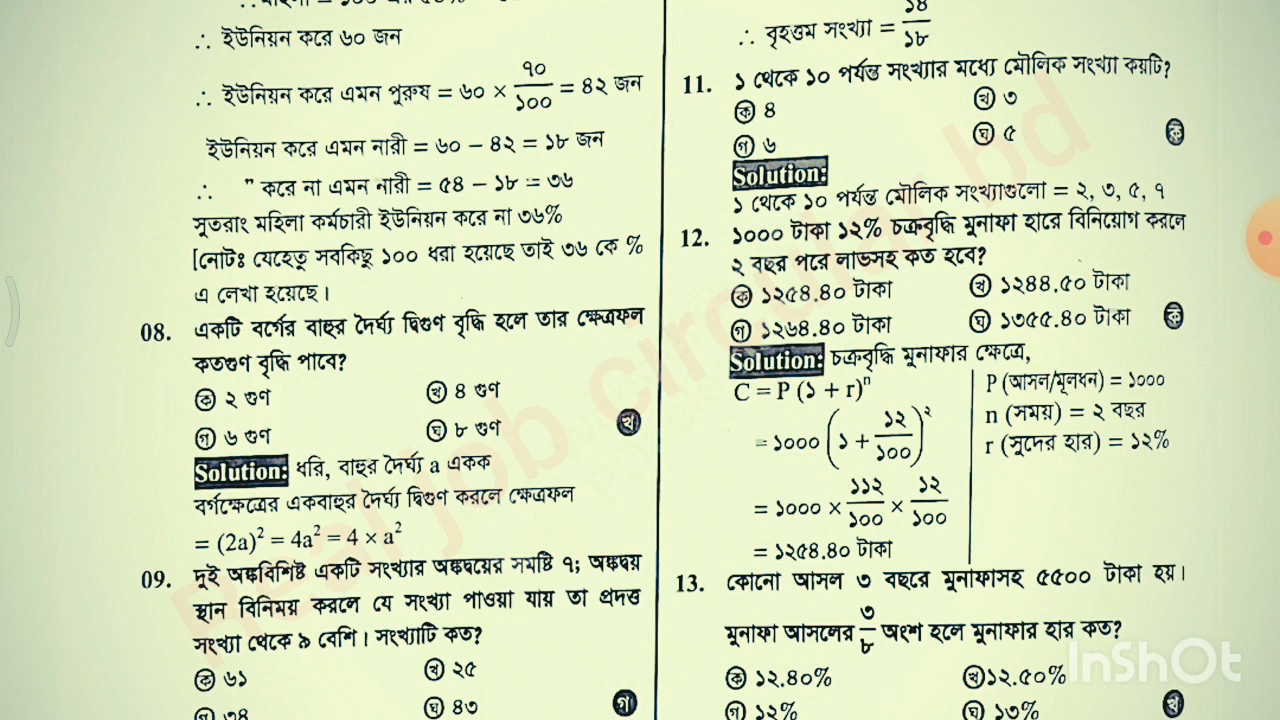 ∴ ইউনিয়ন করে ৬০ জন
∴ ইউনিয়ন করে এমন পুরুষ = ৬০ × ৭০/১০০ = ৪২ জন
ইউনিয়ন করে এমন নারী = ৬০ – ৪২ = ১৮ জন
∴ " করে না এমন নারী = ৫৪ – ১৮ = ৩৬
সুতরাং মহিলা কর্মচারী ইউনিয়ন করে না ৩৬%
[নোটঃ যেহেতু সবকিছু ১০০ ধরা হয়েছে তাই ৩৬ কে %
এ লেখা হয়েছে।
08. একটি বর্গের বাহুর দৈর্ঘ্য দ্বিগুণ বৃদ্ধি হলে তার ক্ষেত্রফল
কতগুণ বৃদ্ধি পাবে?
ক ২ গুণ খ ৪ গুণ
গ ৬ গুণ ঘ ৮ গুণ খ
Solution: ধরি, বাহুর দৈর্ঘ্য a একক
বর্গক্ষেত্রের একবাহুর দৈর্ঘ্য দ্বিগুণ করলে ক্ষেত্রফল
= (2a)² = 4a² = 4 × a²
09. দুই অঙ্কবিশিষ্ট একটি সংখ্যার অঙ্কদ্বয়ের সমষ্টি ৭; অঙ্কদ্বয়
স্থান বিনিময় করলে যে সংখ্যা পাওয়া যায় তা প্রদত্ত
সংখ্যা থেকে ৯ বেশি। সংখ্যাটি কত?
ক ৬১ খ ২৫
গ ৩৪ ঘ ৪৩ গ
∴ বৃহত্তম সংখ্যা = ১৪/১৮
11. ১ থেকে ১০ পর্যন্ত সংখ্যার মধ্যে মৌলিক সংখ্যা কয়টি?
ক ৪ খ ৩
গ ৬ ঘ ৫ ক
Solution:
১ থেকে ১০ পর্যন্ত মৌলিক সংখ্যাগুলো = ২, ৩, ৫, ৭
12. ১০০০ টাকা ১২% চক্রবৃদ্ধি মুনাফা হারে বিনিয়োগ করলে
২ বছর পরে লাভসহ কত হবে?
ক ১২৫৪.৪০ টাকা খ ১২৪৪.৫০ টাকা
গ ১২৬৪.৪০ টাকা ঘ ১৩৫৫.৪০ টাকা ক
Solution: চক্রবৃদ্ধি মুনাফার ক্ষেত্রে,
C = P (১ + r)ⁿ P (আসল/মূলধন) = ১০০০
= ১০০০ (১ + ১২/১০০)² n (সময়) = ২ বছর
r (সুদের হার) = ১২%
= ১০০০ × ১১২/১০০ × ১২/১০০
= ১২৫৪.৪০ টাকা
13. কোনো আসল ৩ বছরে মুনাফাসহ ৫৫০০ টাকা হয়।
মুনাফা আসলের ৩/৮ অংশ হলে মুনাফার হার কত?
ক ১২.৪০% খ ১২.৫০%
গ ১২% ঘ ১৩% খ
Real job circular bd
InShOt